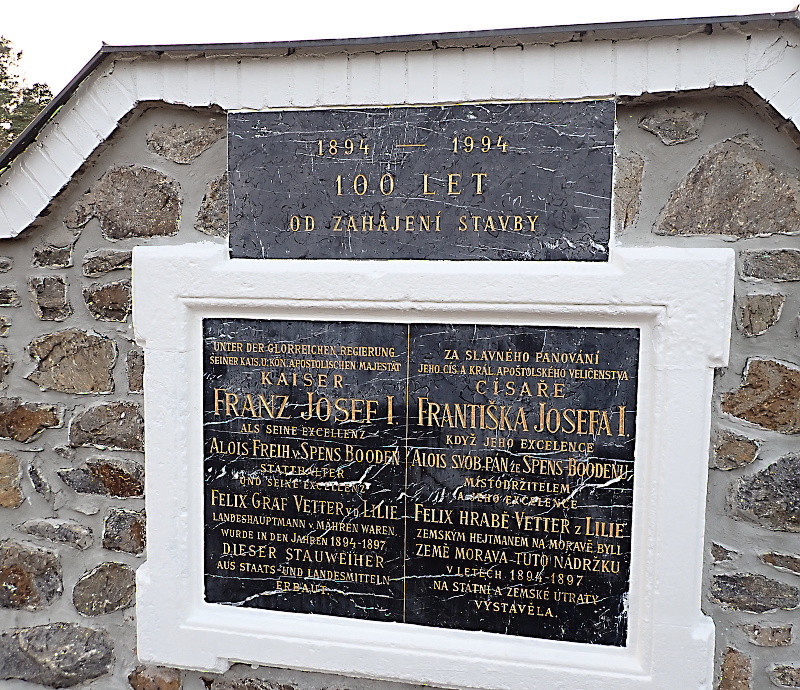 1894 — 1994
100 LET
OD ZAHÁJENÍ STAVBY
UNTER DER GLORREICHEN REGIERUNG
SEINER KAIS.U.KÖN.APOSTOLISCHEN MAJESTÄT
KAISER
FRANZ JOSEF I
ALS SEINE EXCELLENZ
ALOIS FREIH.v.SPENS BOODEN
STATTHALTER
UND SEINE EXCELLENZ
FELIX GRAF VETTER v.d. LILIE
LANDESHAUPTMANN v. MÄHREN WAREN.
WURDE IN DEN JAHREN 1894-1897
DIESER STAUWEIHER
AUS STAATS- UND LANDESMITTELN
ERBAUT
ZA SLAVNÉHO PANOVÁNÍ
JEHO.CÍS.A KRÁL.APOŠTOLSKÉHO VELIČENSTVA
CÍSAŘE
FRANTIŠKA JOSEFA I.
KDYŽ JEHO EXCELENCE
ALOIS SVOB.PÁN ze SPENS-BOODENU
MÍSTODRŽITELEM
A JEHO EXCELENCE
FELIX HRABĚ VETTER z LILIE
ZEMSKÝM HEJTMANEM NA MORAVĚ BYLL
ZEMĚ MORAVA TUTO NÁDRŽKU
V LETECH 1894-1897
NA STÁTNÍ A ZEMSKÉ ÚTRATY
VYSTAVĚLA.